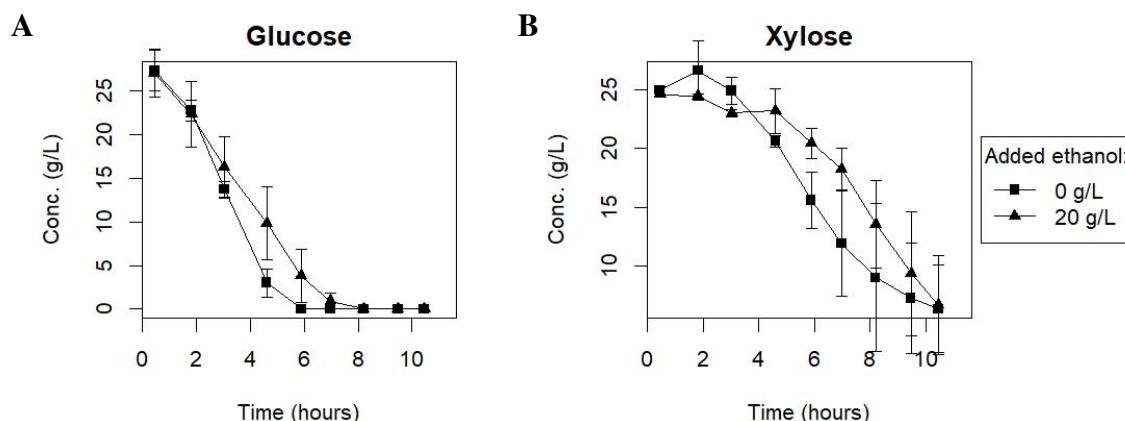 A
Glucose
Conc. (g/L)
25
20
15
10
5
0
0 2 4 6 8 10
Time (hours)
B
Xylose
Conc. (g/L)
25
20
15
10
0 2 4 6 8 10
Time (hours)
Added ethanol:
0 g/L
20 g/L